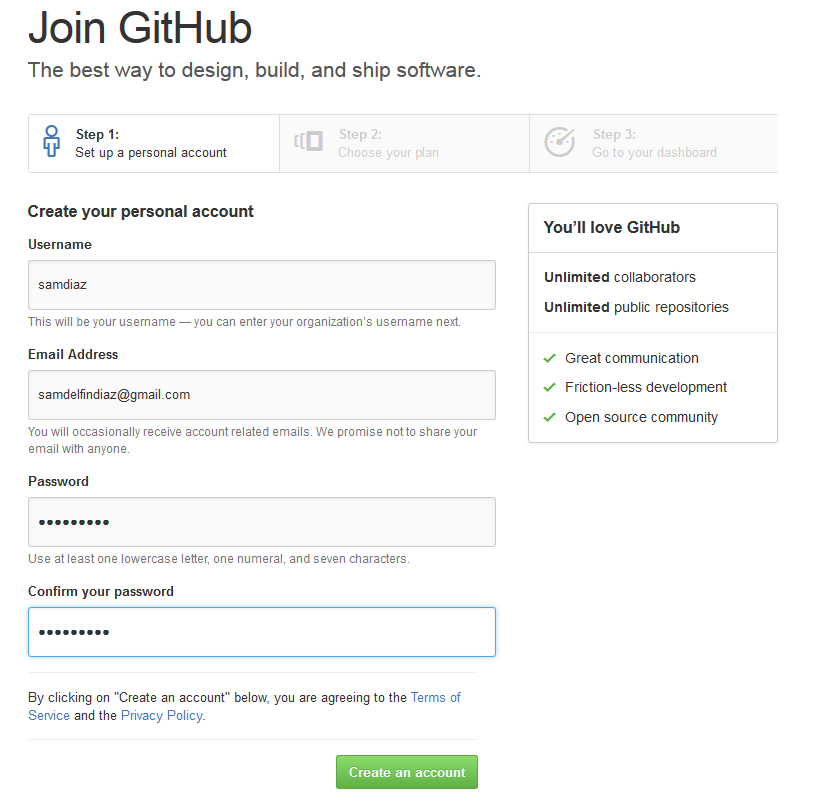 Join GitHub
The best way to design, build, and ship software.
Step 1:
Set up a personal account
Step 2:
Choose your plan
Step 3:
Go to your dashboard
Create your personal account
Username
samdiaz
This will be your username — you can enter your organization's username next.
Email Address
samdelfindiaz@gmail.com
You will occasionally receive account related emails. We promise not to share your
email with anyone.
Password
•••••••••
Use at least one lowercase letter, one numeral, and seven characters.
Confirm your password
•••••••••
By clicking on "Create an account" below, you are agreeing to the Terms of
Service and the Privacy Policy.
Create an account
You'll love GitHub
Unlimited collaborators
Unlimited public repositories
Great communication
Friction-less development
Open source community